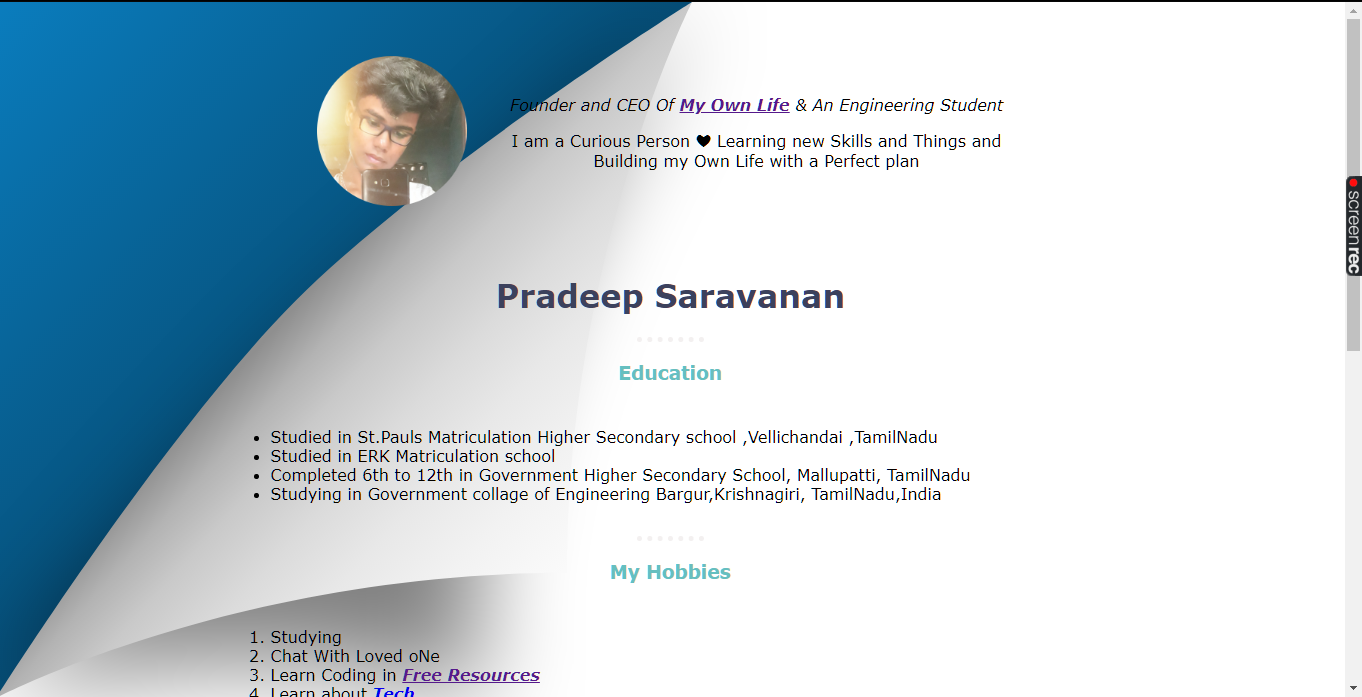 Founder and CEO Of My Own Life & An Engineering Student
I am a Curious Person ♥ Learning new Skills and Things and
Building my Own Life with a Perfect plan
Pradeep Saravanan
Education
• Studied in St.Pauls Matriculation Higher Secondary school ,Vellichandai ,TamilNadu
• Studied in ERK Matriculation school
• Completed 6th to 12th in Government Higher Secondary School, Mallupatti, TamilNadu
• Studying in Government collage of Engineering Bargur,Krishnagiri, TamilNadu,India
My Hobbies
1. Studying
2. Chat With Loved oNe
3. Learn Coding in Free Resources
4. Learn about Tech
screenrec